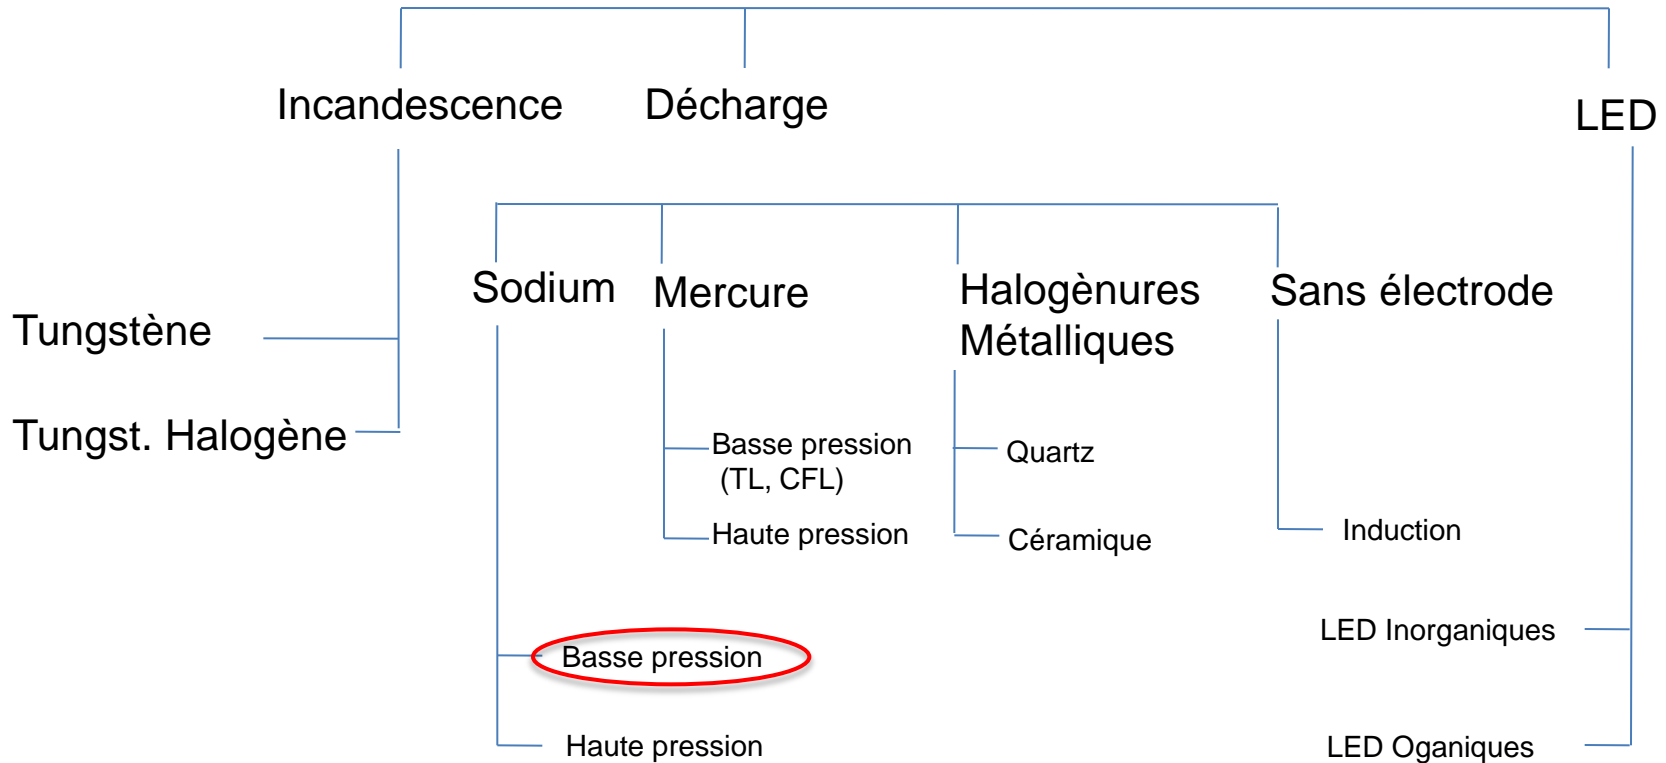 Incandescence
Décharge
LED
Sodium
Mercure
Halogènures
Métalliques
Sans électrode
Tungstène
Tungst. Halogène
Basse pression
(TL, CFL)
Quartz
Haute pression
Céramique
Induction
LED Inorganiques
Basse pression
Haute pression
LED Oganiques